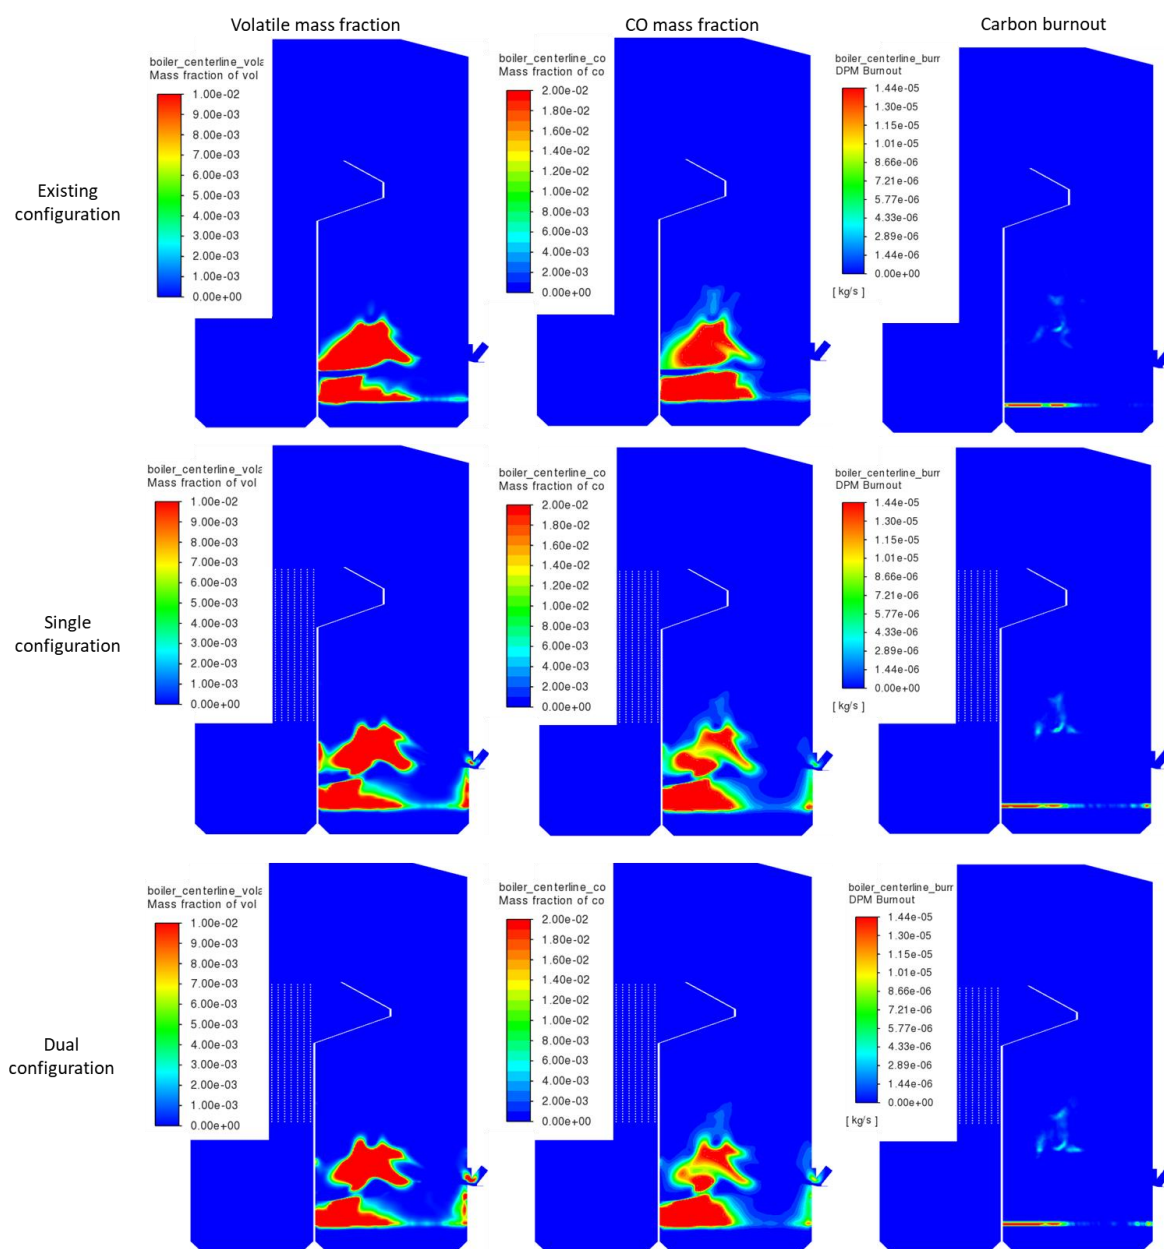 Volatile mass fraction
CO mass fraction
Carbon burnout
Existing
configuration
boiler_centerline_vola
Mass fraction of vol
1.00e-02
9.00e-03
8.00e-03
7.00e-03
6.00e-03
5.00e-03
4.00e-03
3.00e-03
2.00e-03
1.00e-03
0.00e+00
boiler_centerline_co
Mass fraction of co
2.00e-02
1.80e-02
1.60e-02
1.40e-02
1.20e-02
1.00e-02
8.00e-03
6.00e-03
4.00e-03
2.00e-03
0.00e+00
boiler_centerline_burr
DPM Burnout
1.44e-05
1.30e-05
1.15e-05
1.01e-05
8.66e-06
7.21e-06
5.77e-06
4.33e-06
2.89e-06
1.44e-06
0.00e+00
[ kg/s ]
Single
configuration
boiler_centerline_vola
Mass fraction of vol
1.00e-02
9.00e-03
8.00e-03
7.00e-03
6.00e-03
5.00e-03
4.00e-03
3.00e-03
2.00e-03
1.00e-03
0.00e+00
boiler_centerline_co
Mass fraction of co
2.00e-02
1.80e-02
1.60e-02
1.40e-02
1.20e-02
1.00e-02
8.00e-03
6.00e-03
4.00e-03
2.00e-03
0.00e+00
boiler_centerline_burr
DPM Burnout
1.44e-05
1.30e-05
1.15e-05
1.01e-05
8.66e-06
7.21e-06
5.77e-06
4.33e-06
2.89e-06
1.44e-06
0.00e+00
[ kg/s ]
Dual
configuration
boiler_centerline_vola
Mass fraction of vol
1.00e-02
9.00e-03
8.00e-03
7.00e-03
6.00e-03
5.00e-03
4.00e-03
3.00e-03
2.00e-03
1.00e-03
0.00e+00
boiler_centerline_co
Mass fraction of co
2.00e-02
1.80e-02
1.60e-02
1.40e-02
1.20e-02
1.00e-02
8.00e-03
6.00e-03
4.00e-03
2.00e-03
0.00e+00
boiler_centerline_burr
DPM Burnout
1.44e-05
1.30e-05
1.15e-05
1.01e-05
8.66e-06
7.21e-06
5.77e-06
4.33e-06
2.89e-06
1.44e-06
0.00e+00
[ kg/s ]